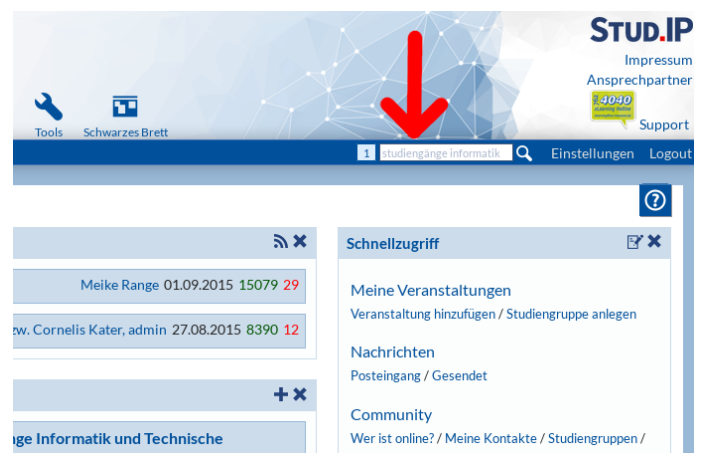 STUD.IP
Impressum
Ansprechpartner
4040
Support
Tools Schwarzes Brett
1 studiengänge informatik Einstellungen Logout
?
Schnellzugriff
Meike Range 01.09.2015 15079 29
zw. Cornelis Kater, admin 27.08.2015 8390 12
nge Informatik und Technische
Meine Veranstaltungen
Veranstaltung hinzufügen / Studiengruppe anlegen
Nachrichten
Posteingang / Gesendet
Community
Wer ist online? / Meine Kontakte / Studiengruppen /